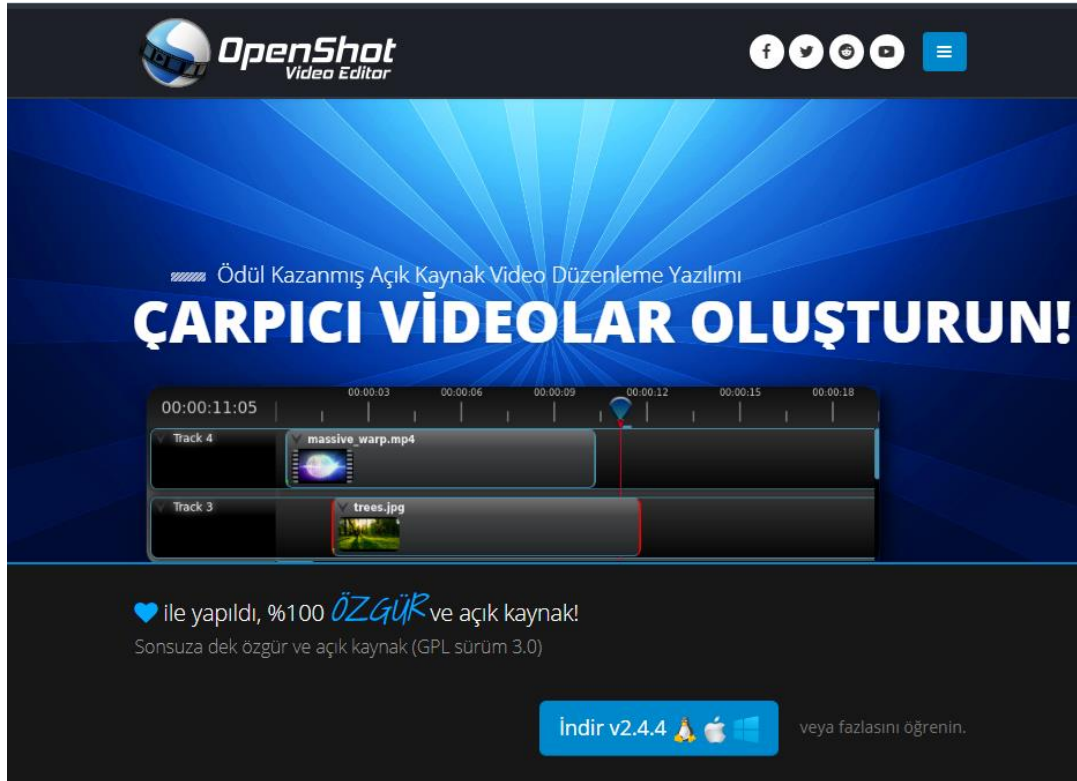 OpenShot
Video Editor
Ödül Kazanmış Açık Kaynak Video Düzenleme Yazılımı
ÇARPICI VİDEOLAR OLUŞTURUN!
00:00:11:05
00:00:03 00:00:06 00:00:09 00:00:12 00:00:15 00:00:18
Track 4
massive_warp.mp4
Track 3
trees.jpg
ile yapıldı, %100 ÖZGÜR ve açık kaynak!
Sonsuza dek özgür ve açık kaynak (GPL sürüm 3.0)
İndir v2.4.4
veya fazlasını öğrenin.